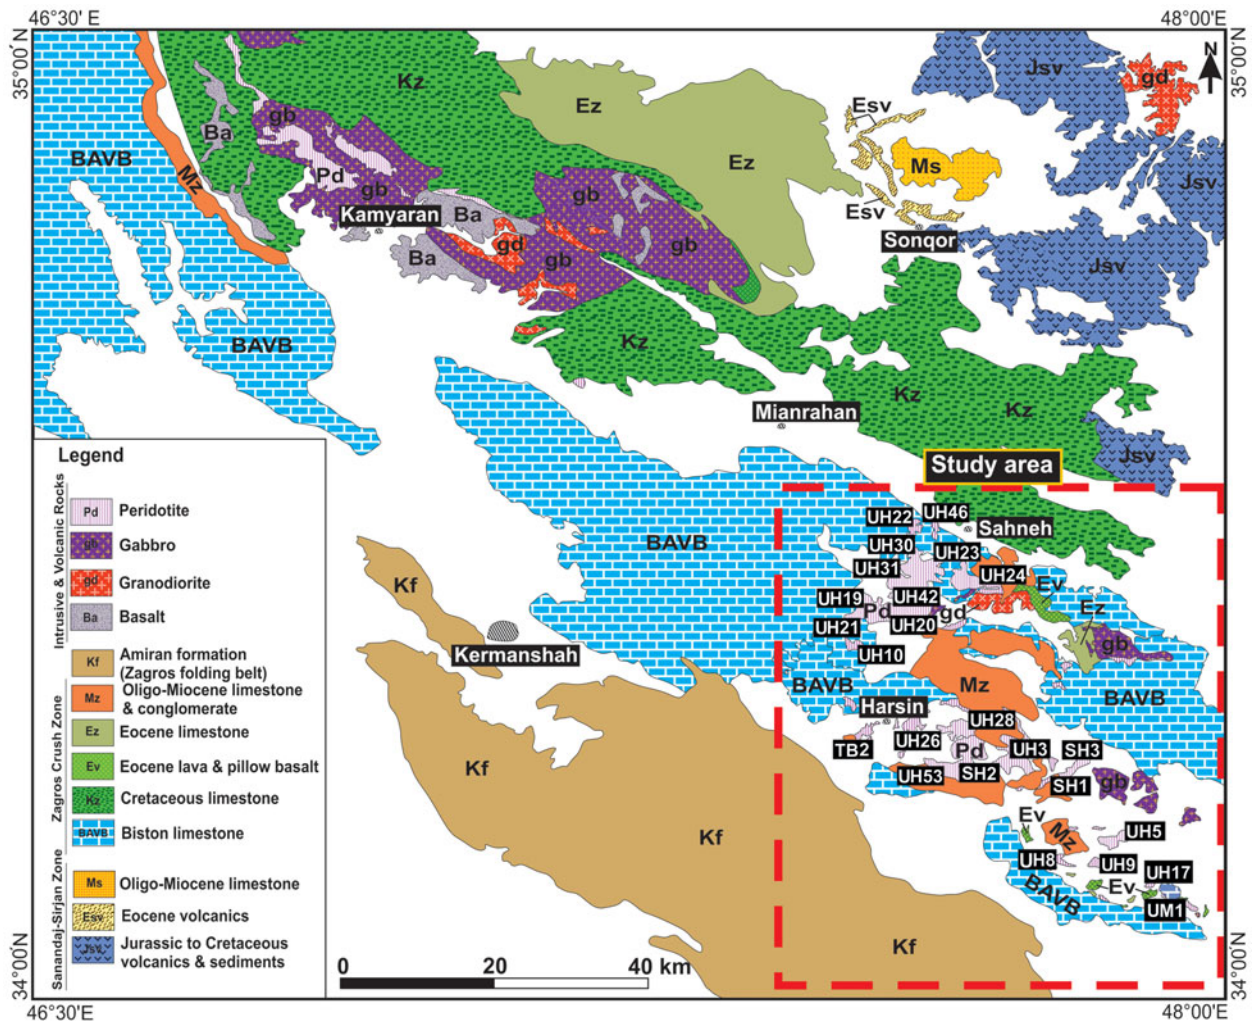 46°30' E
48°00'E
35°00'N
35°00'N
N
Jsv
gd
Kz
Ez
Esv
gb
Ba
BAVB
Ez
Ms
Pd
Mz
gb
Jsv
gb
Esv
Kamyaran
Ba
Sonqor
gd
gb
Ba
gb
Jsv
BAVB
Kz
Kz
Kz
Mianrahan
Jsv
Study area
UH46
UH22
Sahneh
BAVB
UH30
UH23
UH31
UH24
Kf
Ev
UH19
UH42
Pd
gd
Ez
UH20
UH21
gb
Kermanshah
UH10
BAVB
Mz
BAVB
Harsin
UH28
UH26
TB2
Pd
UH3
SH3
Kf
UH53
SH2
SH1
gb
Ev
Mz
UH5
Kf
UH8
UH9
UH17
BAVB
Ev
UM1
Kf
Legend
Intrusive & Volcanic Rocks
Pd Peridotite
gb Gabbro
gd Granodiorite
Ba Basalt
Kf Amiran formation
(Zagros folding belt)
Zagros Crush Zone
Mz Oligo-Miocene limestone
& conglomerate
Ez Eocene limestone
Ev Eocene lava & pillow basalt
Kz Cretaceous limestone
BAVB Biston limestone
Sanandaj-Sirjan Zone
Ms Oligo-Miocene limestone
Esv Eocene volcanics
Jsv Jurassic to Cretaceous
volcanics & sediments
0 20 40 km
34°00'N
34°00'N
46°30'E
48°00'E